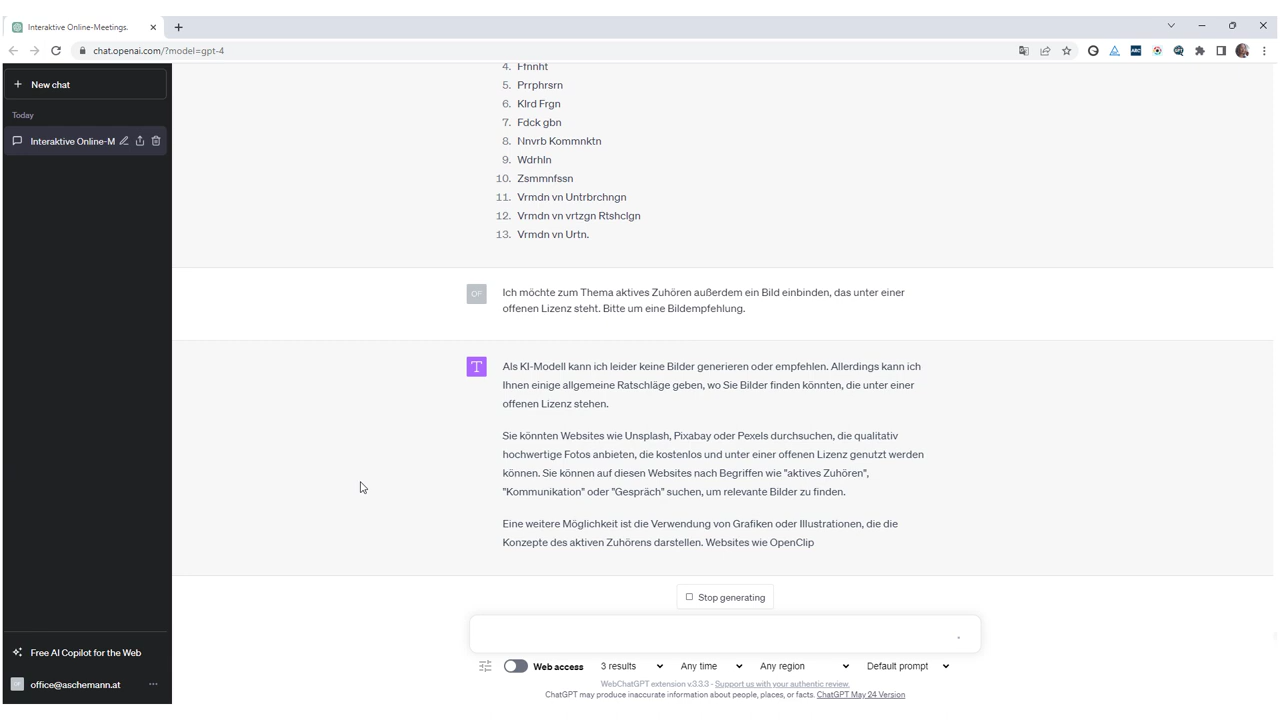 Interaktive Online-Meetings.
chat.openai.com/?model=gpt-4
New chat
Today
Interaktive Online-M
4. Ffnnht
5. Prrphrsrn
6. Klrd Frgn
7. Fdck gbn
8. Nnvrb Kommnktn
9. Wdrhln
10. Zsmmnfssn
11. Vrmdn vn Untrbrchngn
12. Vrmdn vn vrtzgn Rtshclgn
13. Vrmdn vn Urtn.
Ich möchte zum Thema aktives Zuhören außerdem ein Bild einbinden, das unter einer
offenen Lizenz steht. Bitte um eine Bildempfehlung.
Als KI-Modell kann ich leider keine Bilder generieren oder empfehlen. Allerdings kann ich
Ihnen einige allgemeine Ratschläge geben, wo Sie Bilder finden könnten, die unter einer
offenen Lizenz stehen.
Sie könnten Websites wie Unsplash, Pixabay oder Pexels durchsuchen, die qualitativ
hochwertige Fotos anbieten, die kostenlos und unter einer offenen Lizenz genutzt werden
können. Sie können auf diesen Websites nach Begriffen wie "aktives Zuhören",
"Kommunikation" oder "Gespräch" suchen, um relevante Bilder zu finden.
Eine weitere Möglichkeit ist die Verwendung von Grafiken oder Illustrationen, die die
Konzepte des aktiven Zuhörens darstellen. Websites wie OpenClip
Stop generating
Web access 3 results Any time Any region Default prompt
WebChatGPT extension v.3.3.3 - Support us with your authentic review.
ChatGPT may produce inaccurate information about people, places, or facts. ChatGPT May 24 Version
Free AI Copilot for the Web
office@aschemann.at